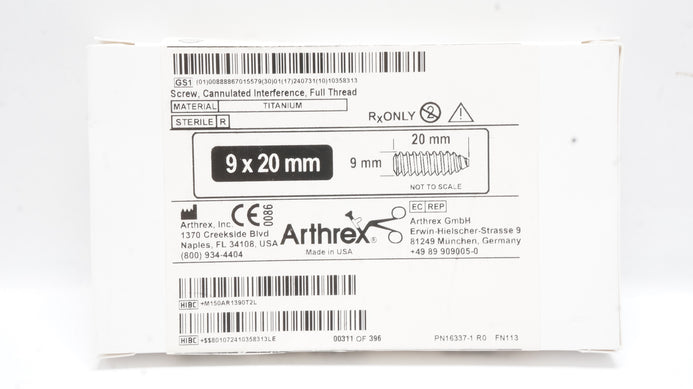 GS1 (01)00888867015579(30)01(17)240731(10)10358313
Screw, Cannulated Interference, Full Thread
MATERIAL TITANIUM
STERILE R
RxONLY
9 x 20 mm
20 mm
9 mm
NOT TO SCALE
CE 0086
Arthrex, Inc.
1370 Creekside Blvd
Naples, FL 34108, USA
(800) 934-4404
Arthrex®
Made in USA
EC REP
Arthrex GmbH
Erwin-Hielscher-Strasse 9
81249 München, Germany
+49 89 909005-0
HIBC +M150AR1390T2L
HIBC +$$801072410358313LE
00311 OF 396
PN16337-1 R0 FN113